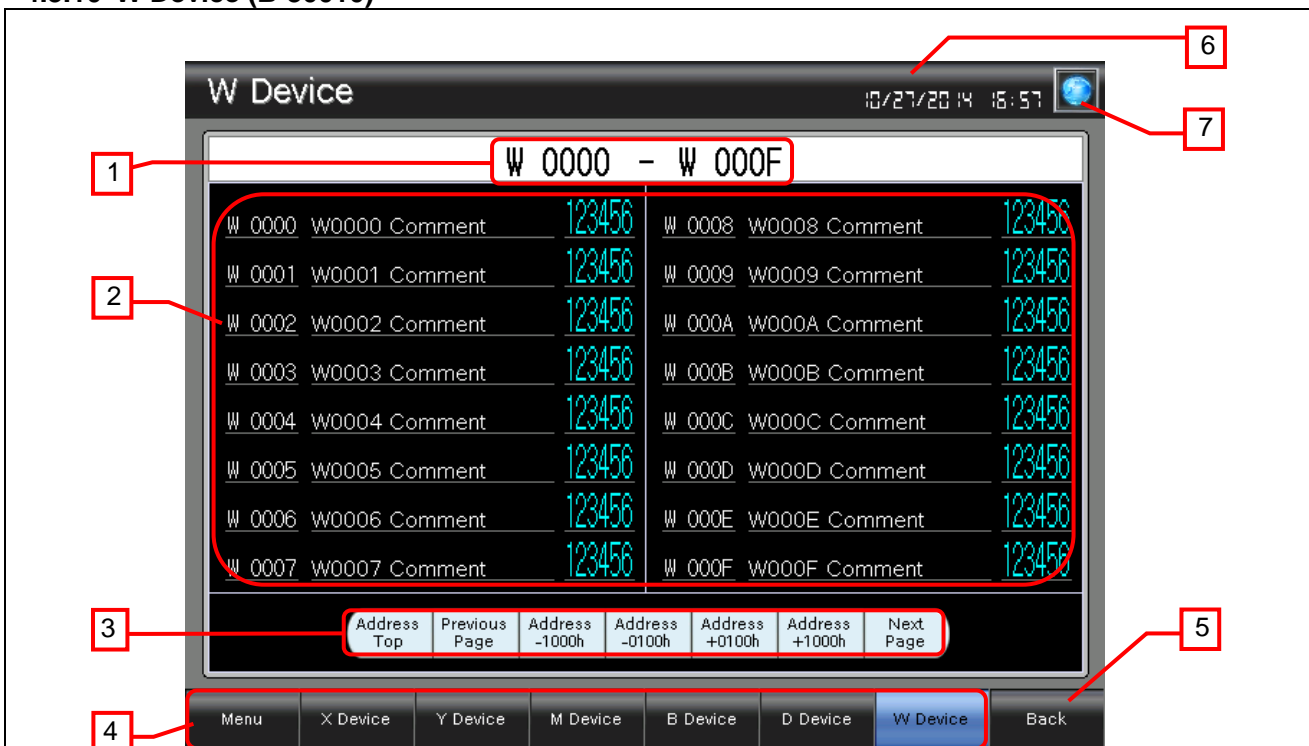 6
W Device
10/27/2014 16:57
7
1
W 0000 - W 000F
W 0000 W0000 Comment 123456 W 0008 W0008 Comment 123456
W 0001 W0001 Comment 123456 W 0009 W0009 Comment 123456
2
W 0002 W0002 Comment 123456 W 000A W000A Comment 123456
W 0003 W0003 Comment 123456 W 000B W000B Comment 123456
W 0004 W0004 Comment 123456 W 000C W000C Comment 123456
W 0005 W0005 Comment 123456 W 000D W000D Comment 123456
W 0006 W0006 Comment 123456 W 000E W000E Comment 123456
W 0007 W0007 Comment 123456 W 000F W000F Comment 123456
3
Address Top
Previous Page
Address -1000h
Address -0100h
Address +0100h
Address +1000h
Next Page
5
4
Menu X Device Y Device M Device B Device D Device W Device Back